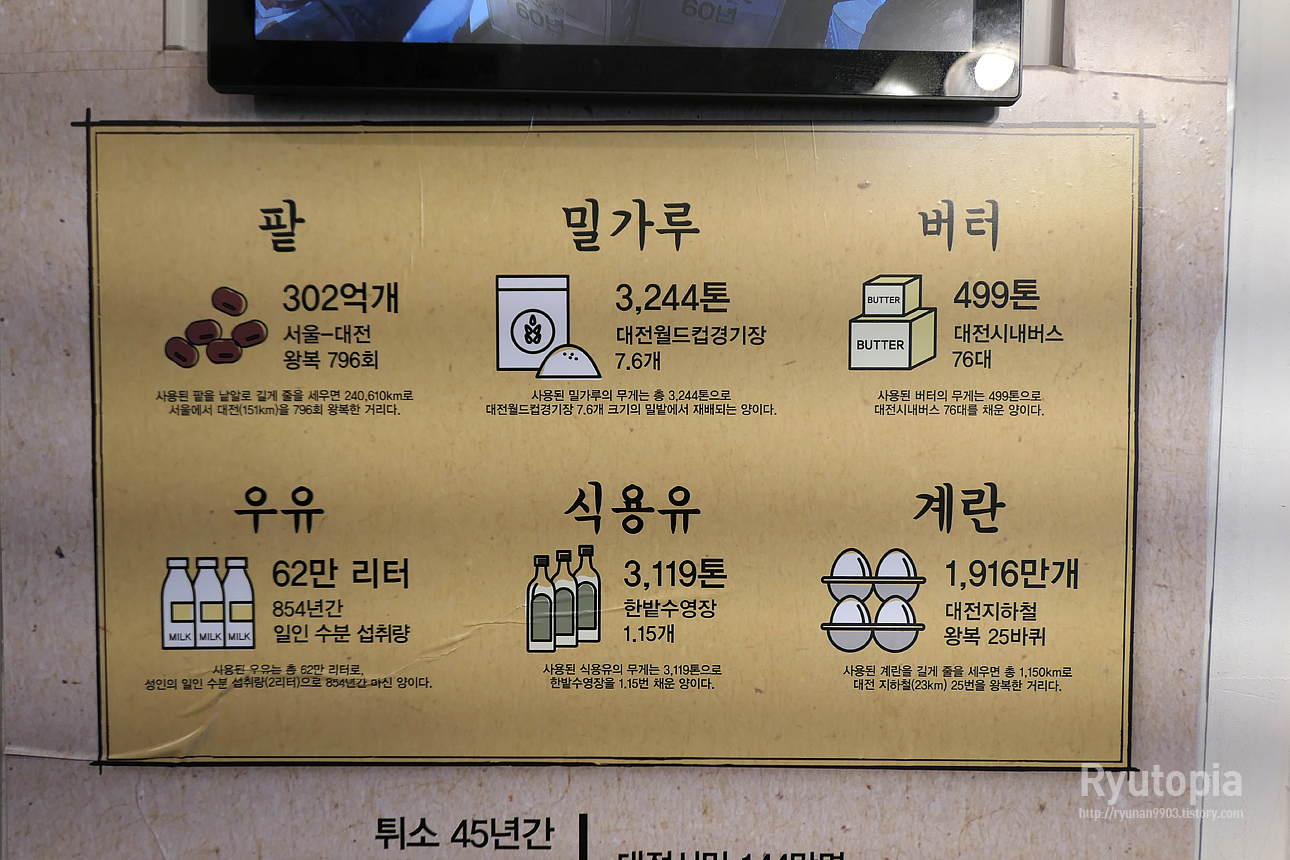 60년
60년
팥
302억개
서울-대전
왕복 796회
사용된 팥을 낱알로 길게 줄을 세우면 240,610km로
서울에서 대전(151km)을 796회 왕복한 거리다.
밀가루
3,244톤
대전월드컵경기장
7.6개
사용된 밀가루의 무게는 총 3,244톤으로
대전월드컵경기장 7.6개 크기의 밀밭에서 재배되는 양이다.
버터
BUTTER
BUTTER
499톤
대전시내버스
76대
사용된 버터의 무게는 499톤으로
대전시내버스 76대를 채운 양이다.
우유
MILK MILK MILK
62만 리터
854년간
일인 수분 섭취량
사용된 우유는 총 62만 리터로,
성인의 일인 수분 섭취량(2리터)으로 854년간 마신 양이다.
식용유
3,119톤
한밭수영장
1.15개
사용된 식용유의 무게는 3,119톤으로
한밭수영장을 1.15번 채운 양이다.
계란
1,916만개
대전지하철
왕복 25바퀴
사용된 계란을 길게 줄을 세우면 총 1,150km로
대전 지하철(23km) 25번을 왕복한 거리다.
튀소 45년간
Ryutopia
http://ryunan9903.tistory.com